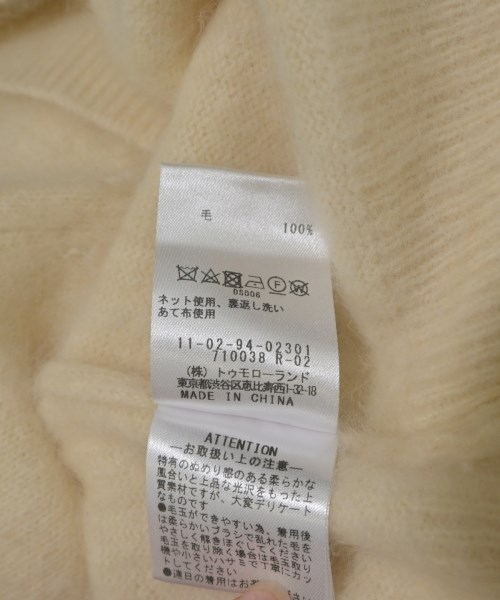 毛 100%
DS006
ネット使用、裏返し洗い
あて布使用
11-02-94-02301
710038 R-02
(株) トゥモローランド
東京都渋谷区恵比寿西1-32-18
MADE IN CHINA
ATTENTION
―お取扱い上の注意―
特有のぬめり感のある柔らかな
風合いと上品な光沢をもった上
質素材ですが、大変デリケート
なものです
●毛玉ができやすい為、着用後
は柔らかいブラシで乱れた毛を
やさしく解きほぐしてください
毛玉を取り除く場合は毛玉取り
機や小さいハサミで丁寧にカッ
トしてください
●連日の着用はお